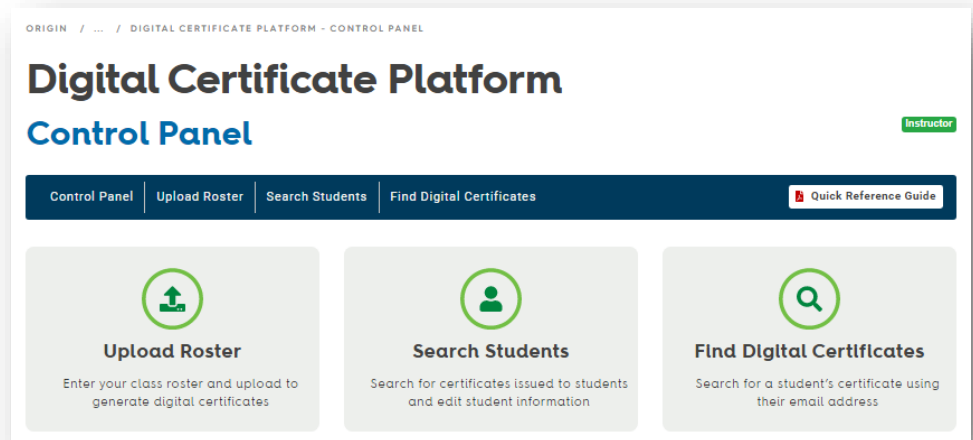 ORIGIN / ... / DIGITAL CERTIFICATE PLATFORM - CONTROL PANEL
Digital Certificate Platform
Control Panel
Instructor
Control Panel
Upload Roster
Search Students
Find Digital Certificates
Quick Reference Guide
Upload Roster
Enter your class roster and upload to
generate digital certificates
Search Students
Search for certificates issued to students
and edit student information
Find Digital Certificates
Search for a student's certificate using
their email address